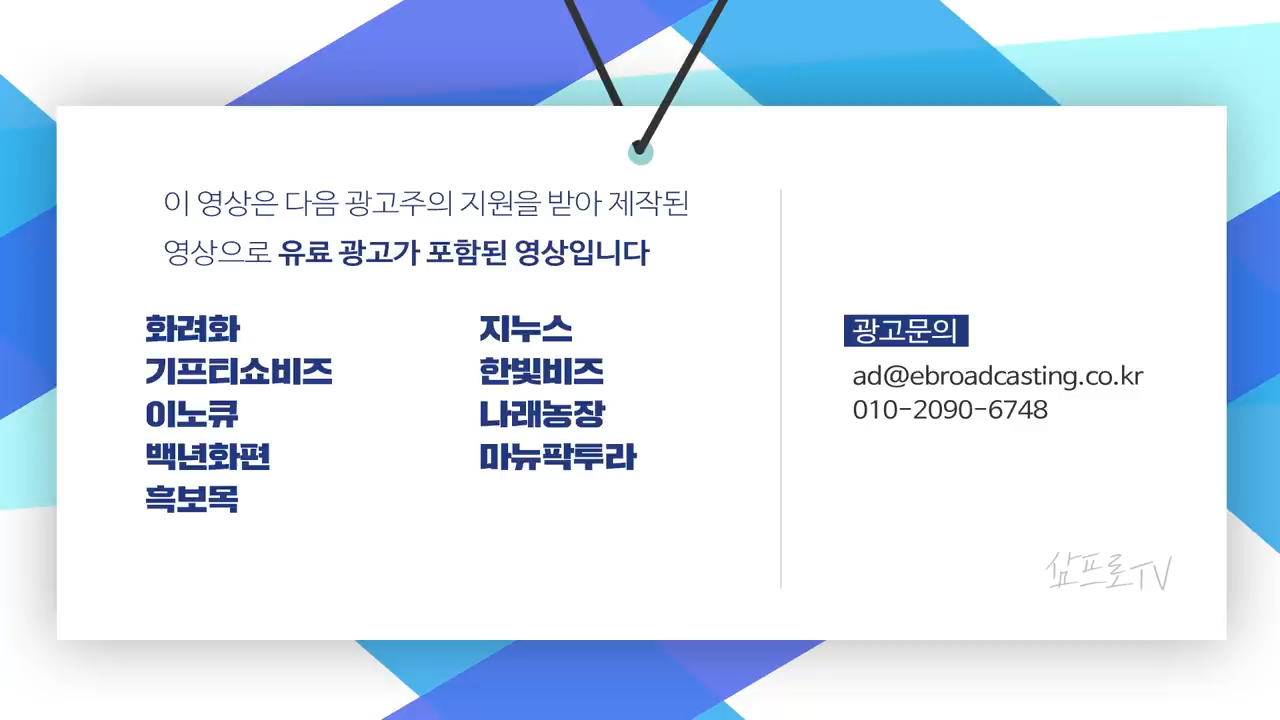 이 영상은 다음 광고주의 지원을 받아 제작된
영상으로 유료 광고가 포함된 영상입니다
화려화
기프티쇼비즈
이노큐
백년화편
흑보목
지누스
한빛비즈
나래농장
마뉴팍투라
광고문의
ad@ebroadcasting.co.kr
010-2090-6748
삼프로TV